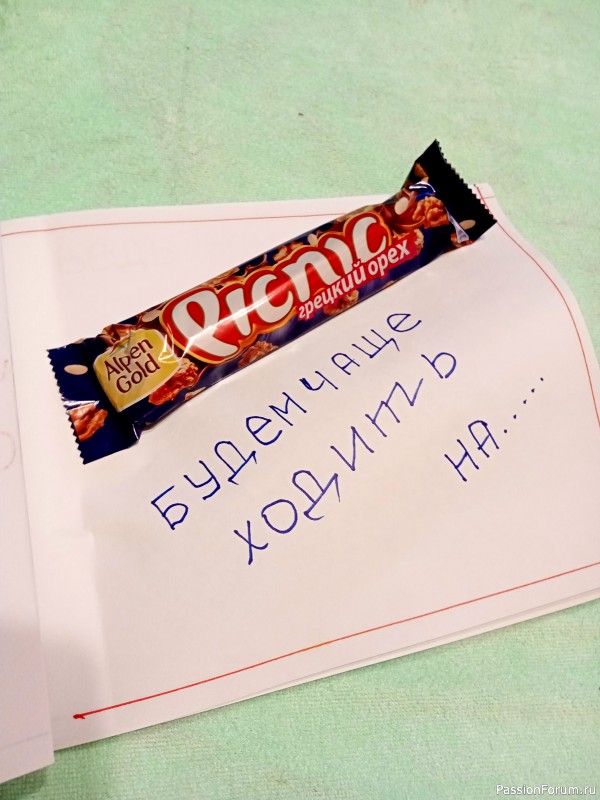 Alpen
Gold
Picnic
грецкий орех
БУДЕМ ЧАЩЕ
ХОДИТЬ
НА.....
PassionForum.ru